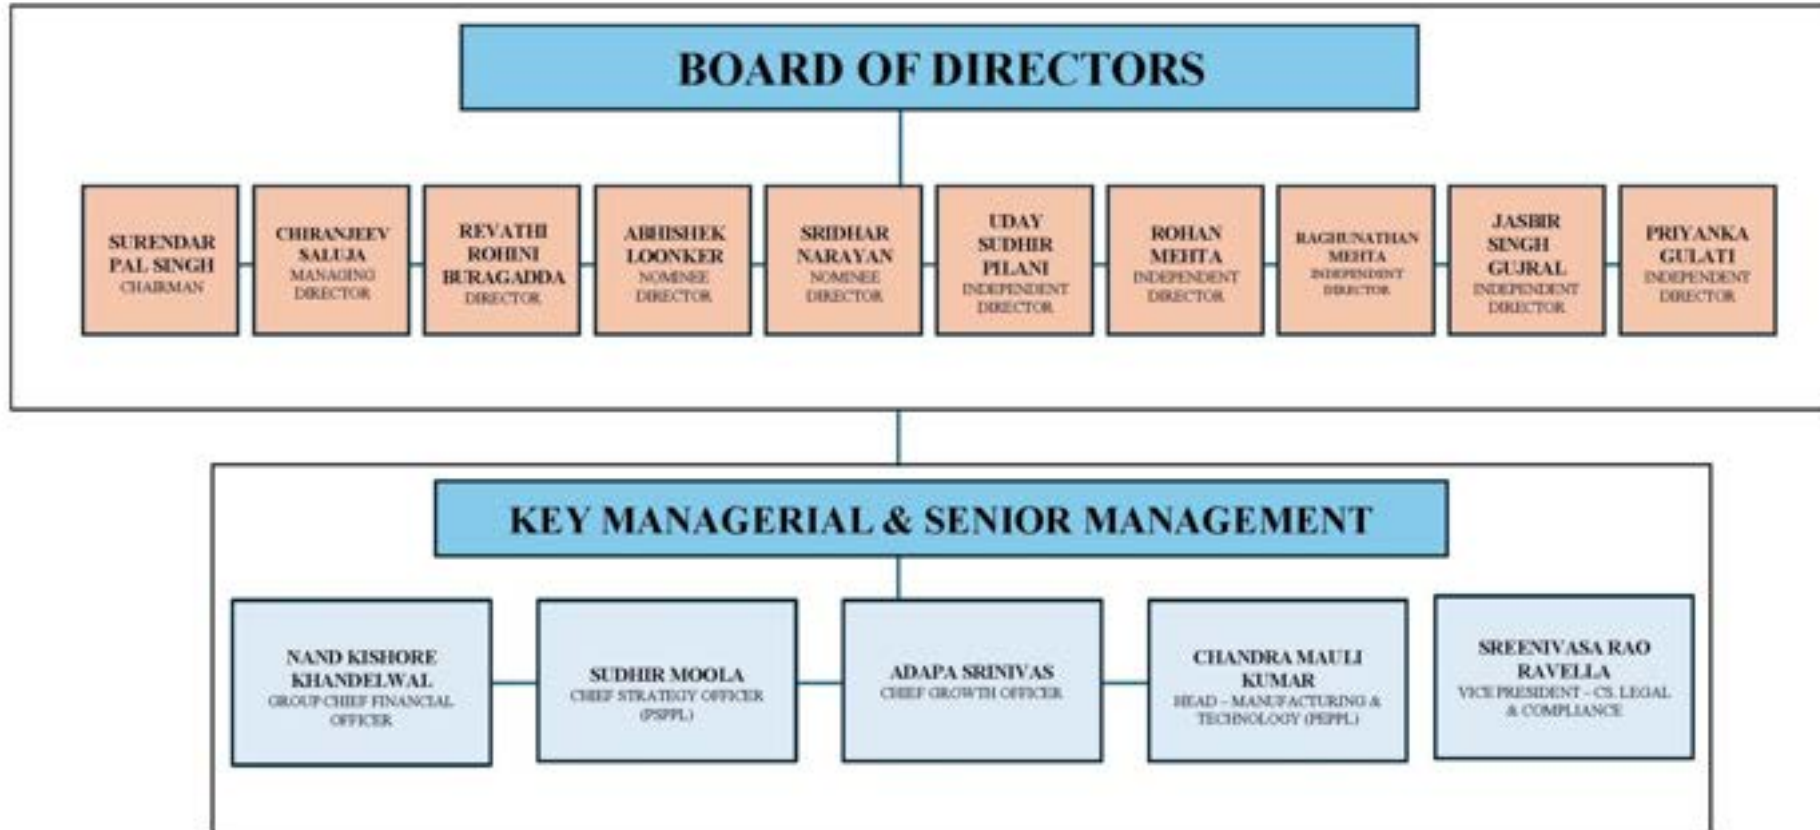 BOARD OF DIRECTORS
SURENDAR
PAL SINGH
CHAIRMAN
CHIRANJEEV
SALUJA
MANAGING
DIRECTOR
REVATHI
ROHINI
BURAGADDA
DIRECTOR
ABHISHEK
LOONKER
NOMINEE
DIRECTOR
SRIDHAR
NARAYAN
NOMINEE
DIRECTOR
UDAY
SUDHIR
PILANI
INDEPENDENT
DIRECTOR
ROHAN
MEHTA
INDEPENDENT
DIRECTOR
RAGHUNATHAN
MEHTA
INDEPENDENT
DIRECTOR
JASBIR
SINGH
GUJRAL
INDEPENDENT
DIRECTOR
PRIYANKA
GULATI
INDEPENDENT
DIRECTOR
KEY MANAGERIAL & SENIOR MANAGEMENT
NAND KISHORE
KHANDELWAL
GROUP CHIEF FINANCIAL
OFFICER
SUDHIR MOOLA
CHIEF STRATEGY OFFICER
(PSPPL)
ADAPA SRINIVAS
CHIEF GROWTH OFFICER
CHANDRA MAULI
KUMAR
HEAD – MANUFACTURING &
TECHNOLOGY (PEPPL)
SREENIVASA RAO
RAVELLA
VICE PRESIDENT – CS, LEGAL
& COMPLIANCE